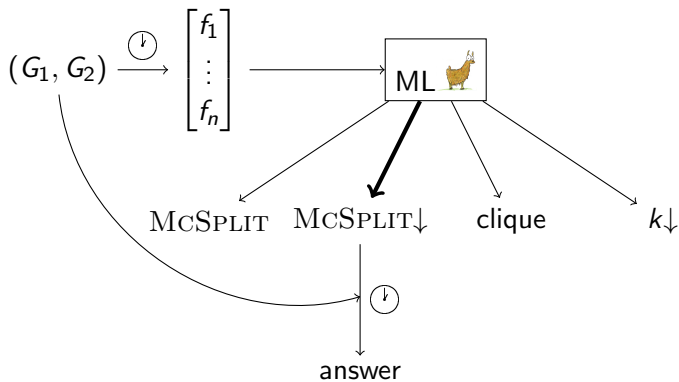 (G₁, G₂)
f₁
⋮
fₙ
ML
McSplit
McSplit↓
clique
k↓
answer